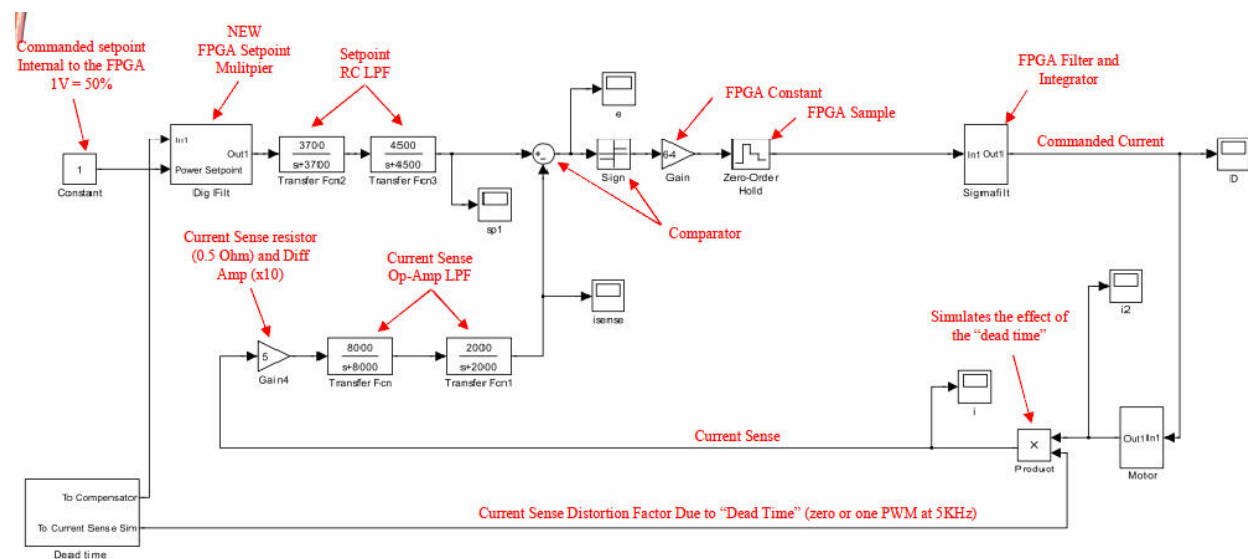 Commanded setpoint
Internal to the FPGA
1V = 50%
NEW
FPGA Setpoint
Mulitpier
Setpoint
RC LPF
FPGA Constant
FPGA Sample
FPGA Filter and
Integrator
Commanded Current
In1
Out1
Power Setpoint
Dig Filt
1
Constant
3700
s+3700
Transfer Fcn2
4500
s+4500
Transfer Fcn3
sp1
e
Sign
64
Gain
Zero-Order
Hold
In1 Out1
Sigmafilt
ID
Comparator
Current Sense resistor
(0.5 Ohm) and Diff
Amp (x10)
Current Sense
Op-Amp LPF
isense
5
Gain4
8000
s+8000
Transfer Fcn
2000
s+2000
Transfer Fcn1
Simulates the effect of
the “dead time”
i2
i
Current Sense
×
Product
Out1In1
Motor
To Compensator
To Current Sense Sim
Dead time
Current Sense Distortion Factor Due to “Dead Time” (zero or one PWM at 5KHz)